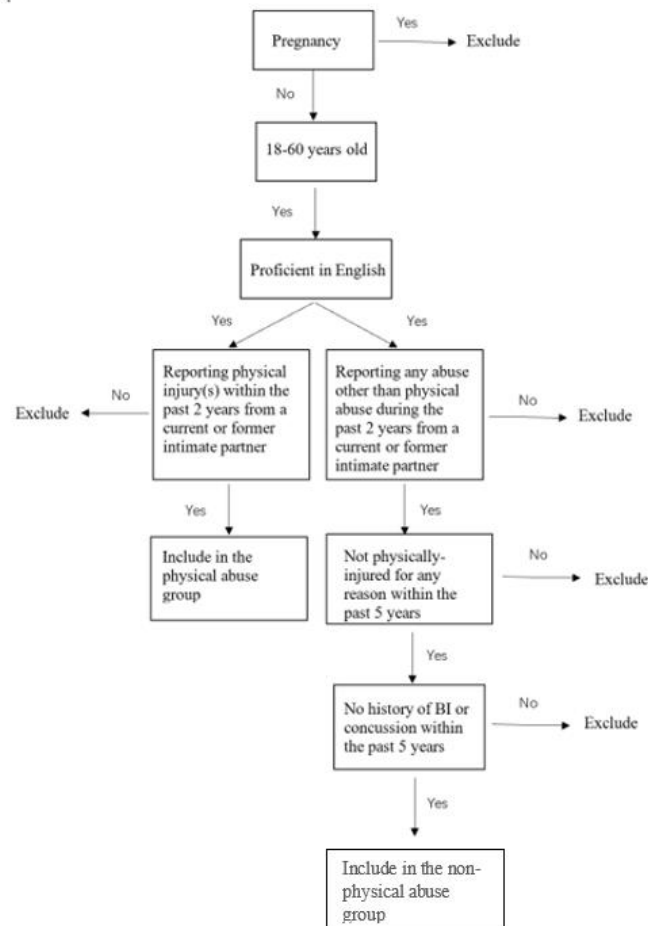 Pregnancy
Yes
Exclude
No
18-60 years old
Yes
Proficient in English
Yes
Yes
Reporting physical
injury(s) within the
past 2 years from a
current or former
intimate partner
No
Exclude
Reporting any abuse
other than physical
abuse during the
past 2 years from a
current or former
intimate partner
No
Exclude
Yes
Yes
Include in the
physical abuse
group
Not physically-
injured for any
reason within the
past 5 years
No
Exclude
Yes
No history of BI or
concussion within
the past 5 years
No
Exclude
Yes
Include in the non-
physical abuse
group